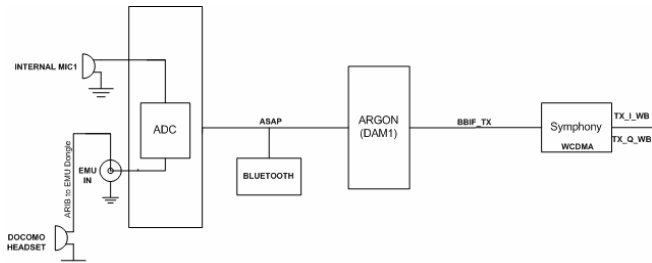 INTERNAL MIC1
ADC
ASAP
ARGON
(DAM1)
BBIF_TX
Symphony
WCDMA
TX_I_WB
TX_Q_WB
BLUETOOTH
EMU
IN
ARIB to EMU Dongle
DOCOMO
HEADSET